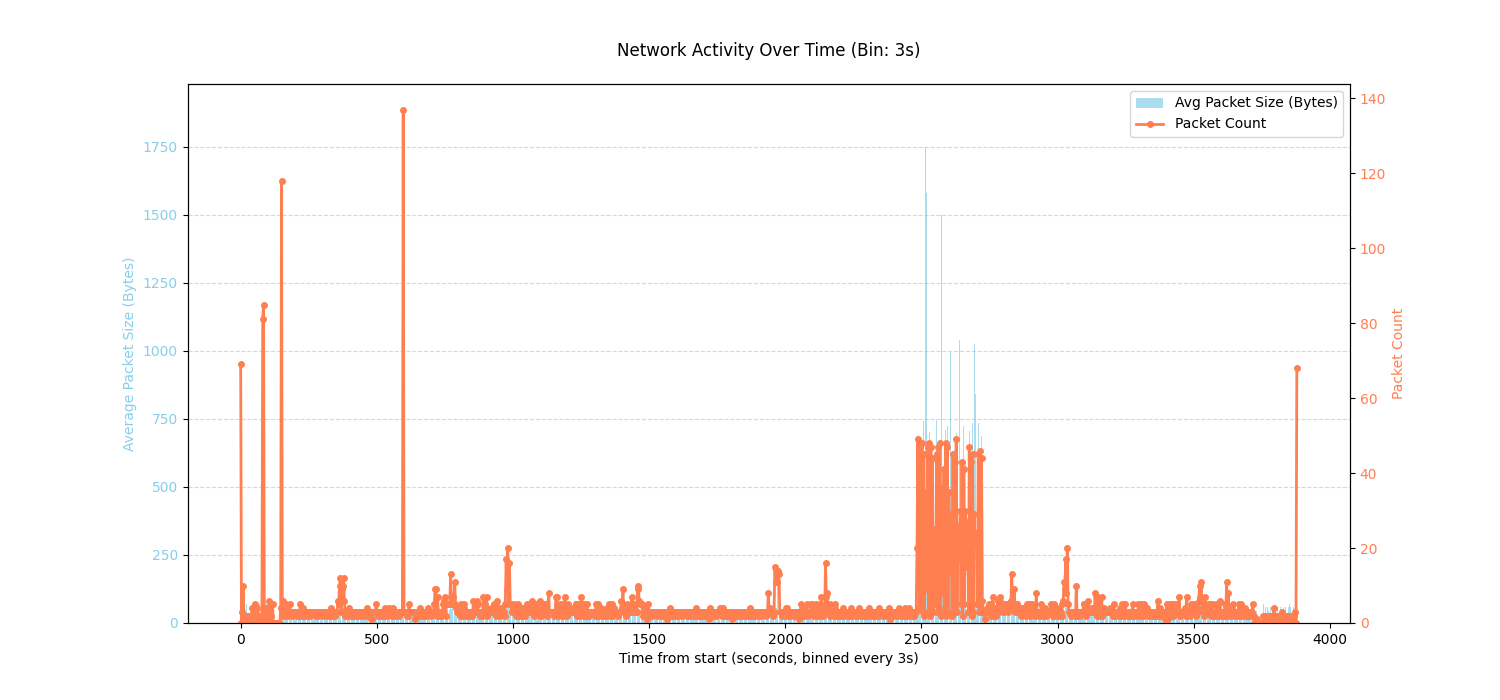 Network Activity Over Time (Bin: 3s)
Avg Packet Size (Bytes)
Packet Count
Average Packet Size (Bytes)
1750
1500
1250
1000
750
500
250
0
140
120
100
80
60
40
20
0
Packet Count
0 500 1000 1500 2000 2500 3000 3500 4000
Time from start (seconds, binned every 3s)